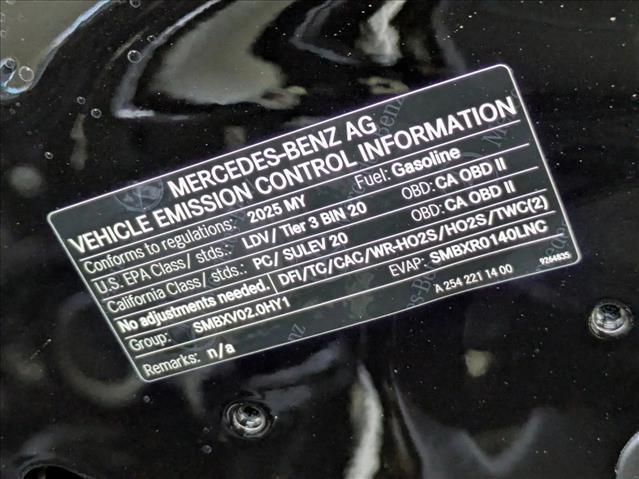 MERCEDES-BENZ AG
VEHICLE EMISSION CONTROL INFORMATION
Conforms to regulations: 2025 MY Fuel: Gasoline
U.S. EPA Class/ stds.: LDV/ Tier 3 BIN 20 OBD: CA OBD II
California Class/ stds.: PC/ SULEV 20 OBD: CA OBD II
No adjustments needed. DFI/TC/CAC/WR-HO2S/HO2S/TWC(2)
Group: SMBXV02.0HY1 EVAP: SMBXR0140LNC
Remarks: n/a A 254 221 14 00 9264835